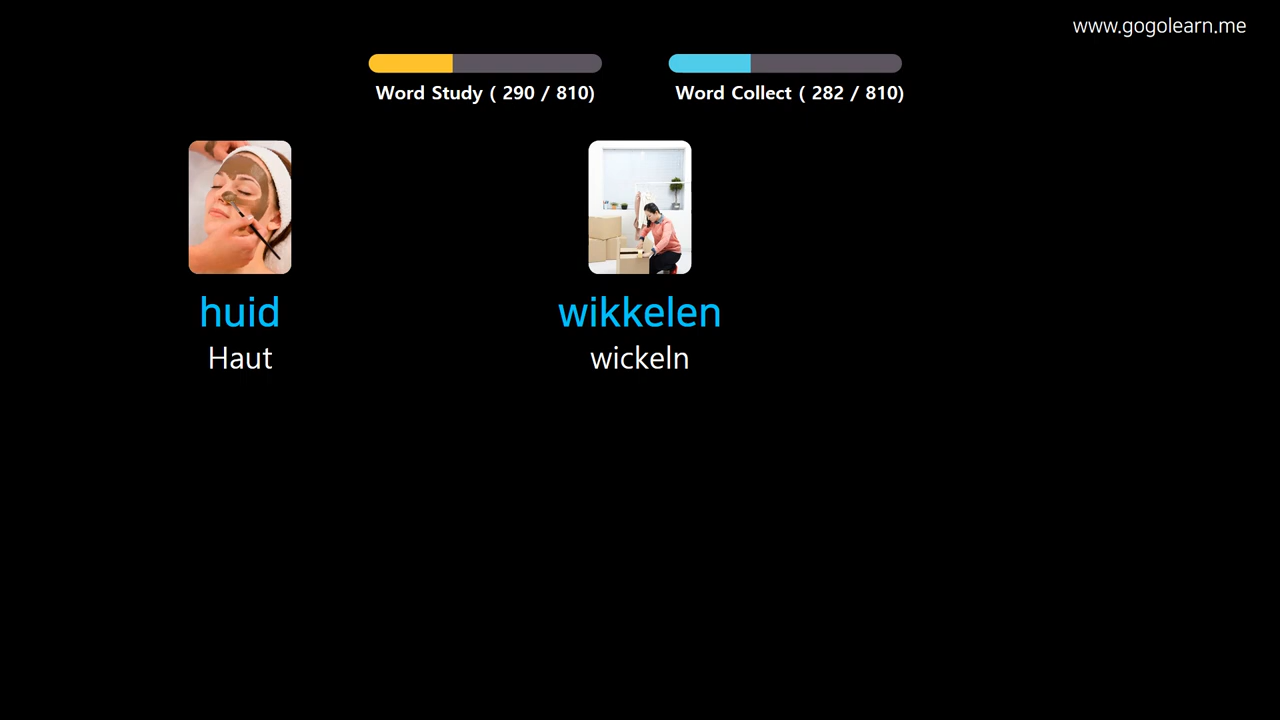 www.gogolearn.me
Word Study ( 290 / 810)
Word Collect ( 282 / 810)
huid
Haut
wikkelen
wickeln